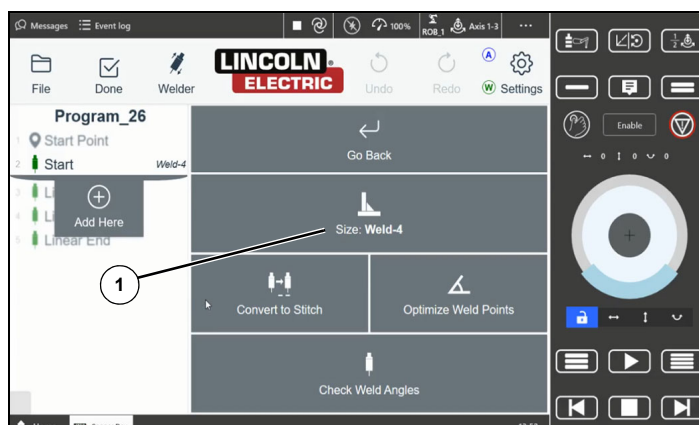 Messages Event log 100% Σ ROB_1 Axis 1-3 ...
File Done Welder LINCOLN ELECTRIC Undo Redo A W Settings
Program_26
1 Start Point
2 Start Weld-4
3 Li
4 Li
5 Linear End
Add Here
Go Back
Size: Weld-4
1
Convert to Stitch Optimize Weld Points
Check Weld Angles
Enable
0 0 0